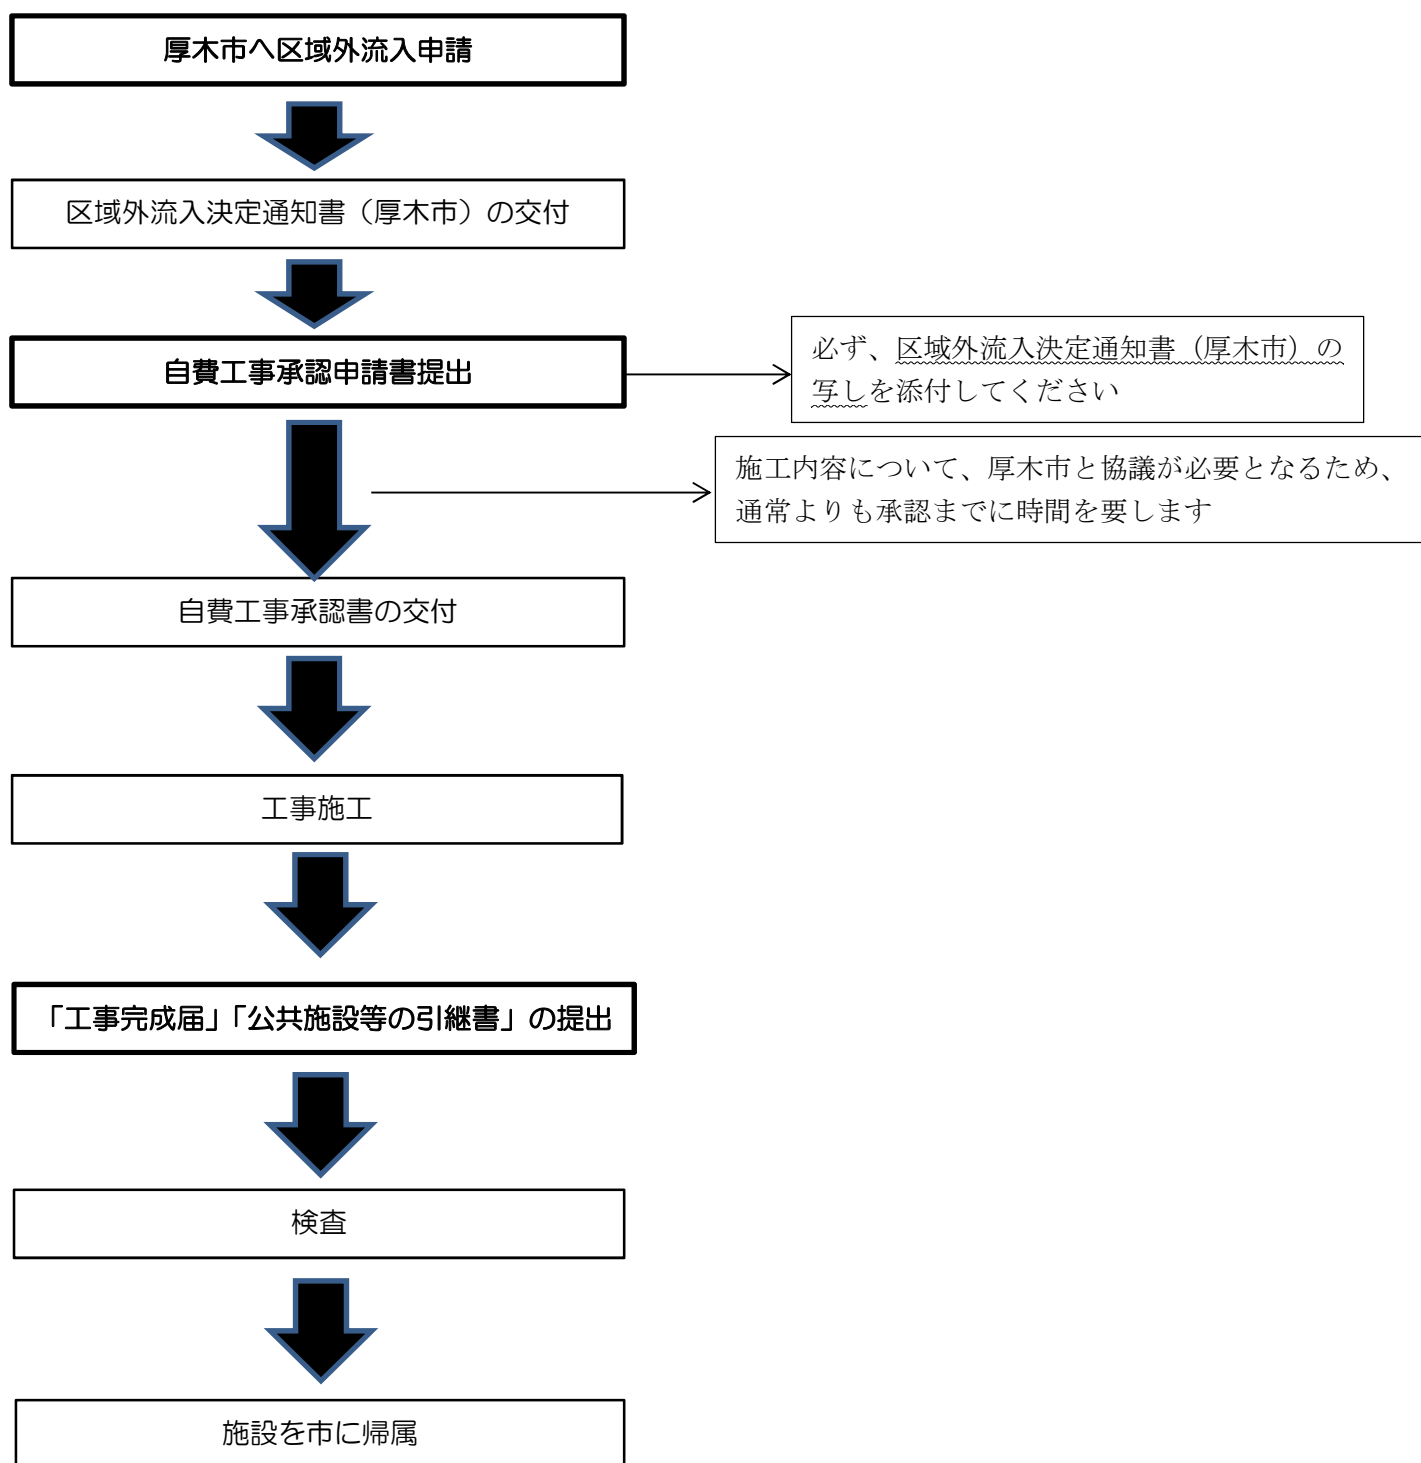 厚木市へ区域外流入申請
区域外流入決定通知書（厚木市）の交付
自費工事承認申請書提出
必ず、区域外流入決定通知書（厚木市）の
写しを添付してください
施工内容について、厚木市と協議が必要となるため、
通常よりも承認までに時間を要します
自費工事承認書の交付
工事施工
「工事完成届」「公共施設等の引継書」の提出
検査
施設を市に帰属